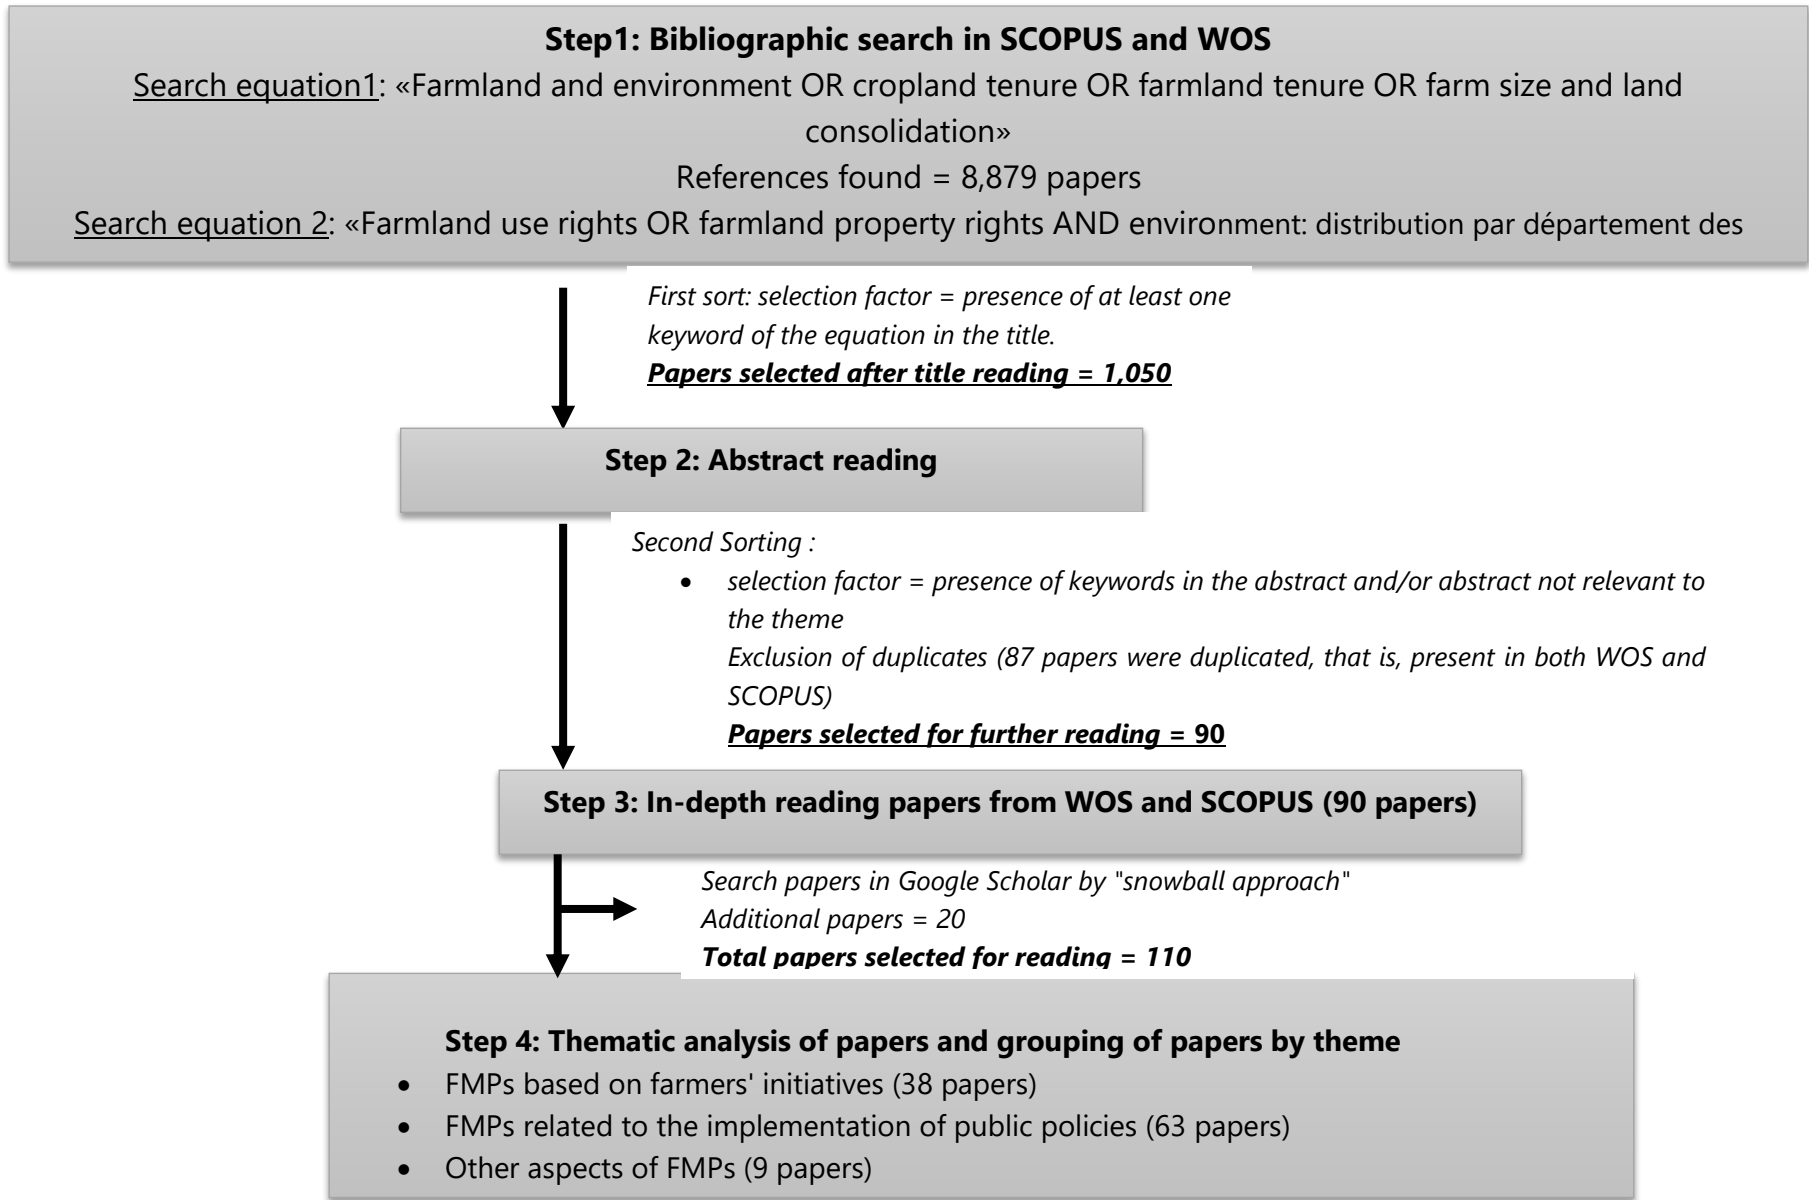 Step1: Bibliographic search in SCOPUS and WOS
Search equation1: «Farmland and environment OR cropland tenure OR farmland tenure OR farm size and land
consolidation»
References found = 8,879 papers
Search equation 2: «Farmland use rights OR farmland property rights AND environment: distribution par département des
First sort: selection factor = presence of at least one
keyword of the equation in the title.
Papers selected after title reading = 1,050
Step 2: Abstract reading
Second Sorting :
• selection factor = presence of keywords in the abstract and/or abstract not relevant to
the theme
Exclusion of duplicates (87 papers were duplicated, that is, present in both WOS and
SCOPUS)
Papers selected for further reading = 90
Step 3: In-depth reading papers from WOS and SCOPUS (90 papers)
Search papers in Google Scholar by "snowball approach"
Additional papers = 20
Total papers selected for reading = 110
Step 4: Thematic analysis of papers and grouping of papers by theme
• FMPs based on farmers' initiatives (38 papers)
• FMPs related to the implementation of public policies (63 papers)
• Other aspects of FMPs (9 papers)